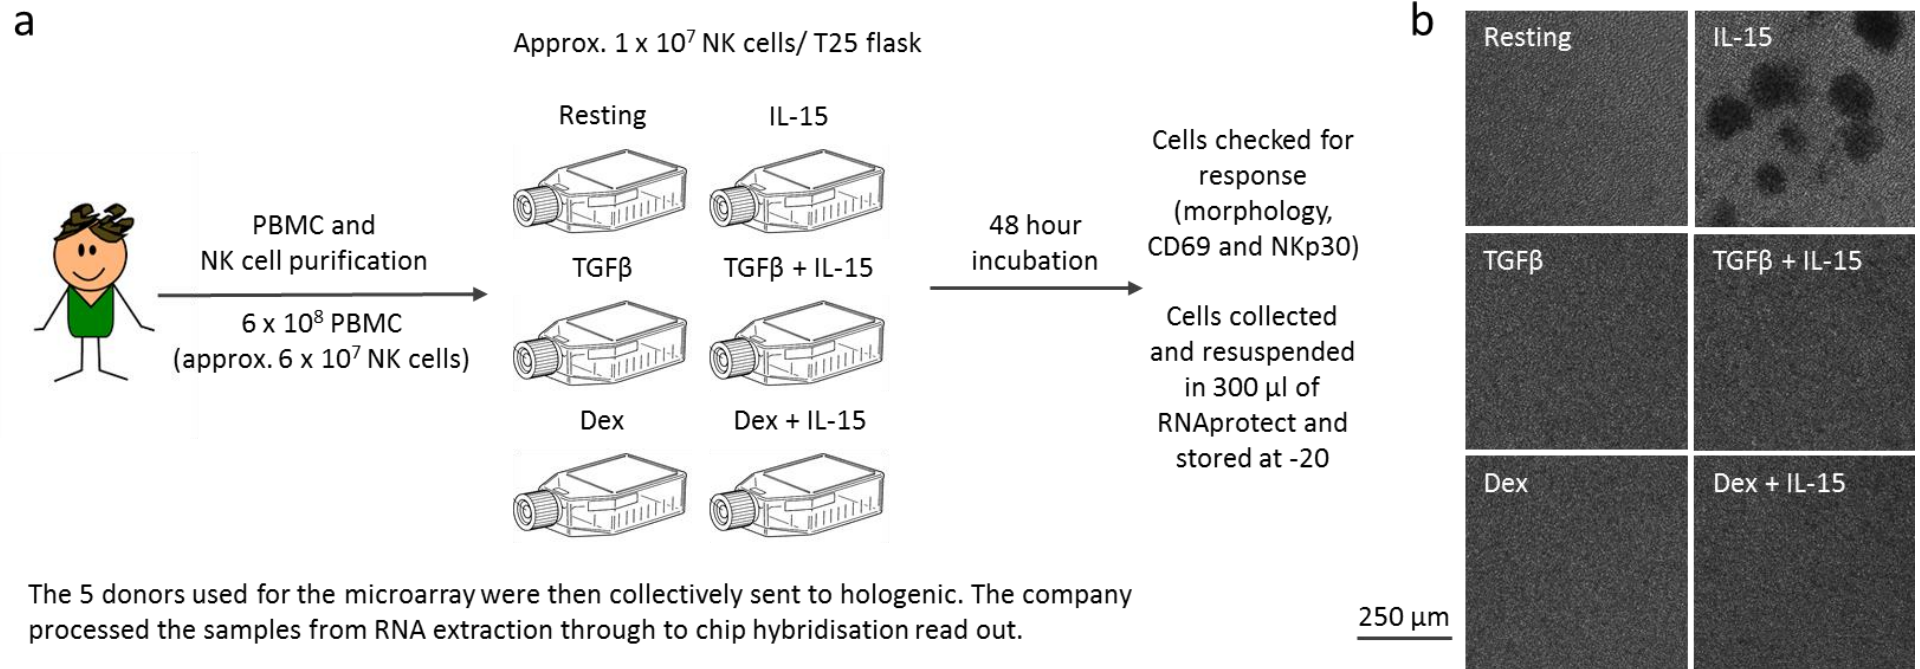 a
Approx. 1 x 10⁷ NK cells/ T25 flask
Resting
IL-15
TGFβ
TGFβ + IL-15
Dex
Dex + IL-15
PBMC and
NK cell purification
6 x 10⁸ PBMC
(approx. 6 x 10⁷ NK cells)
48 hour
incubation
Cells checked for
response
(morphology,
CD69 and NKp30)
Cells collected
and resuspended
in 300 µl of
RNAprotect and
stored at -20
The 5 donors used for the microarray were then collectively sent to hologenic. The company
processed the samples from RNA extraction through to chip hybridisation read out.
b
Resting
IL-15
TGFβ
TGFβ + IL-15
Dex
Dex + IL-15
250 µm